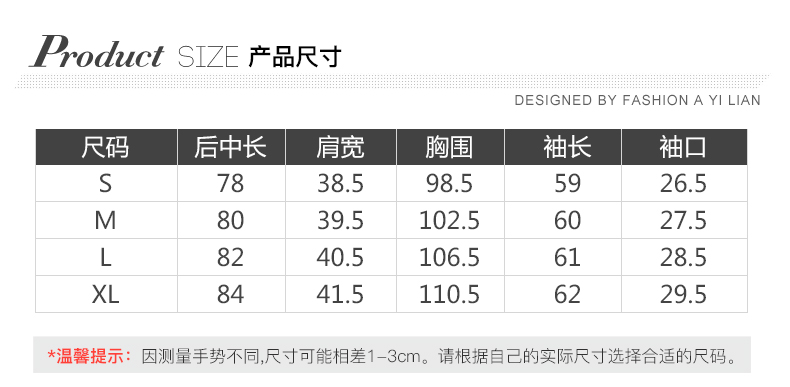 Product SIZE 产品尺寸
DESIGNED BY FASHION A YI LIAN
尺码 后中长 肩宽 胸围 袖长 袖口
S 78 38.5 98.5 59 26.5
M 80 39.5 102.5 60 27.5
L 82 40.5 106.5 61 28.5
XL 84 41.5 110.5 62 29.5
*温馨提示：因测量手势不同,尺寸可能相差1-3cm。请根据自己的实际尺寸选择合适的尺码。